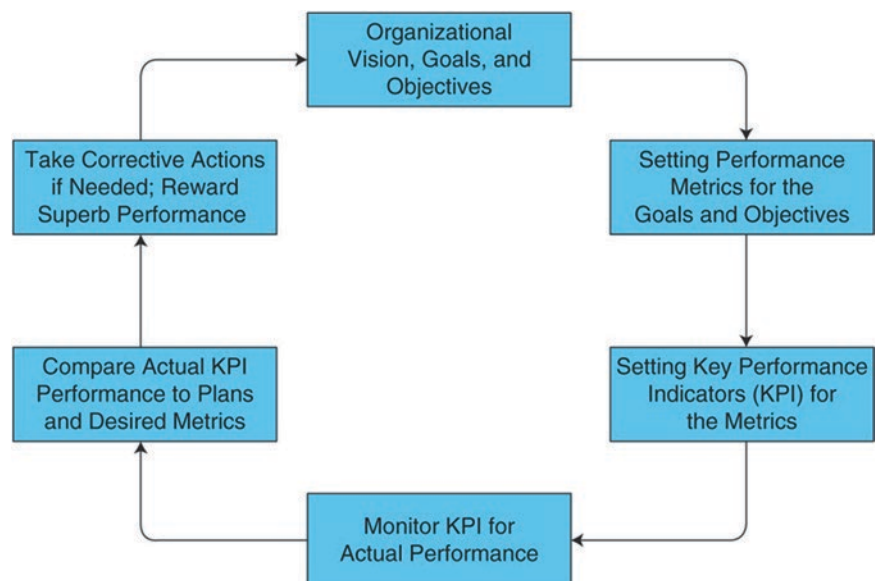 Organizational
Vision, Goals, and
Objectives
Setting Performance
Metrics for the
Goals and Objectives
Setting Key Performance
Indicators (KPI) for
the Metrics
Monitor KPI for
Actual Performance
Compare Actual KPI
Performance to Plans
and Desired Metrics
Take Corrective Actions
if Needed; Reward
Superb Performance